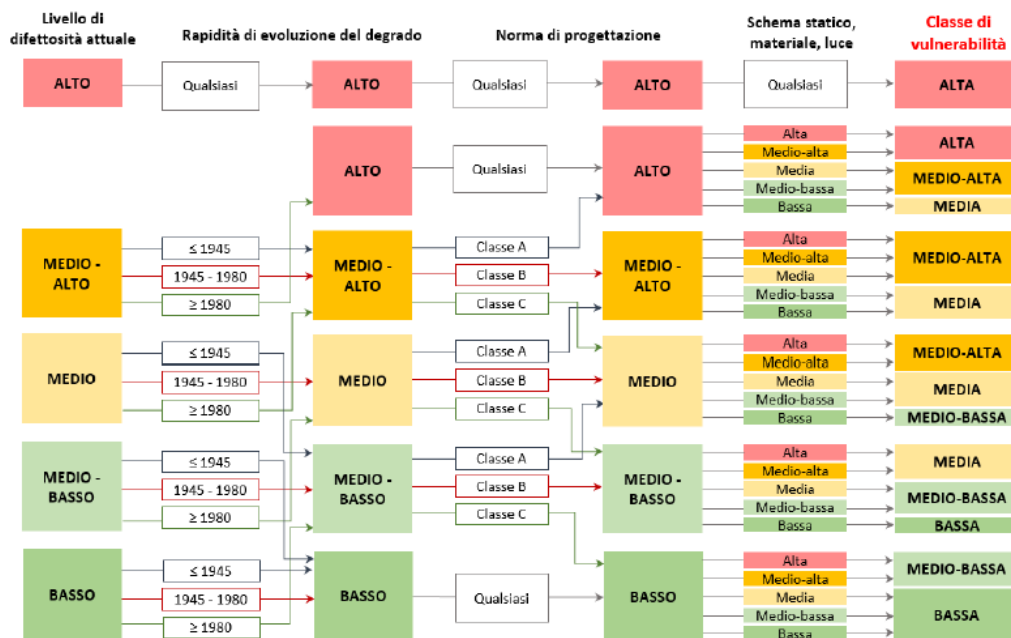 Livello di
difettosità attuale
Rapidità di evoluzione del degrado
Norma di progettazione
Schema statico,
materiale, luce
Classe di
vulnerabilità
ALTO
Qualsiasi
ALTO
Qualsiasi
ALTO
Qualsiasi
ALTA
ALTO
Qualsiasi
ALTO
Alta
Medio-alta
Media
Medio-bassa
Bassa
ALTA
MEDIO-ALTA
MEDIA
MEDIO -
ALTO
≤ 1945
1945 - 1980
≥ 1980
MEDIO -
ALTO
Classe A
Classe B
Classe C
MEDIO -
ALTO
Alta
Medio-alta
Media
Medio-bassa
Bassa
MEDIO-ALTA
MEDIA
MEDIO
≤ 1945
1945 - 1980
≥ 1980
MEDIO
Classe A
Classe B
Classe C
MEDIO
Alta
Medio-alta
Media
Medio-bassa
Bassa
MEDIO-ALTA
MEDIA
MEDIO-BASSA
MEDIO -
BASSO
≤ 1945
1945 - 1980
≥ 1980
MEDIO -
BASSO
Classe A
Classe B
Classe C
MEDIO -
BASSO
Alta
Medio-alta
Media
Medio-bassa
Bassa
MEDIA
MEDIO-BASSA
BASSA
BASSO
≤ 1945
1945 - 1980
≥ 1980
BASSO
Qualsiasi
BASSO
Alta
Medio-alta
Media
Medio-bassa
Bassa
MEDIO-BASSA
BASSA